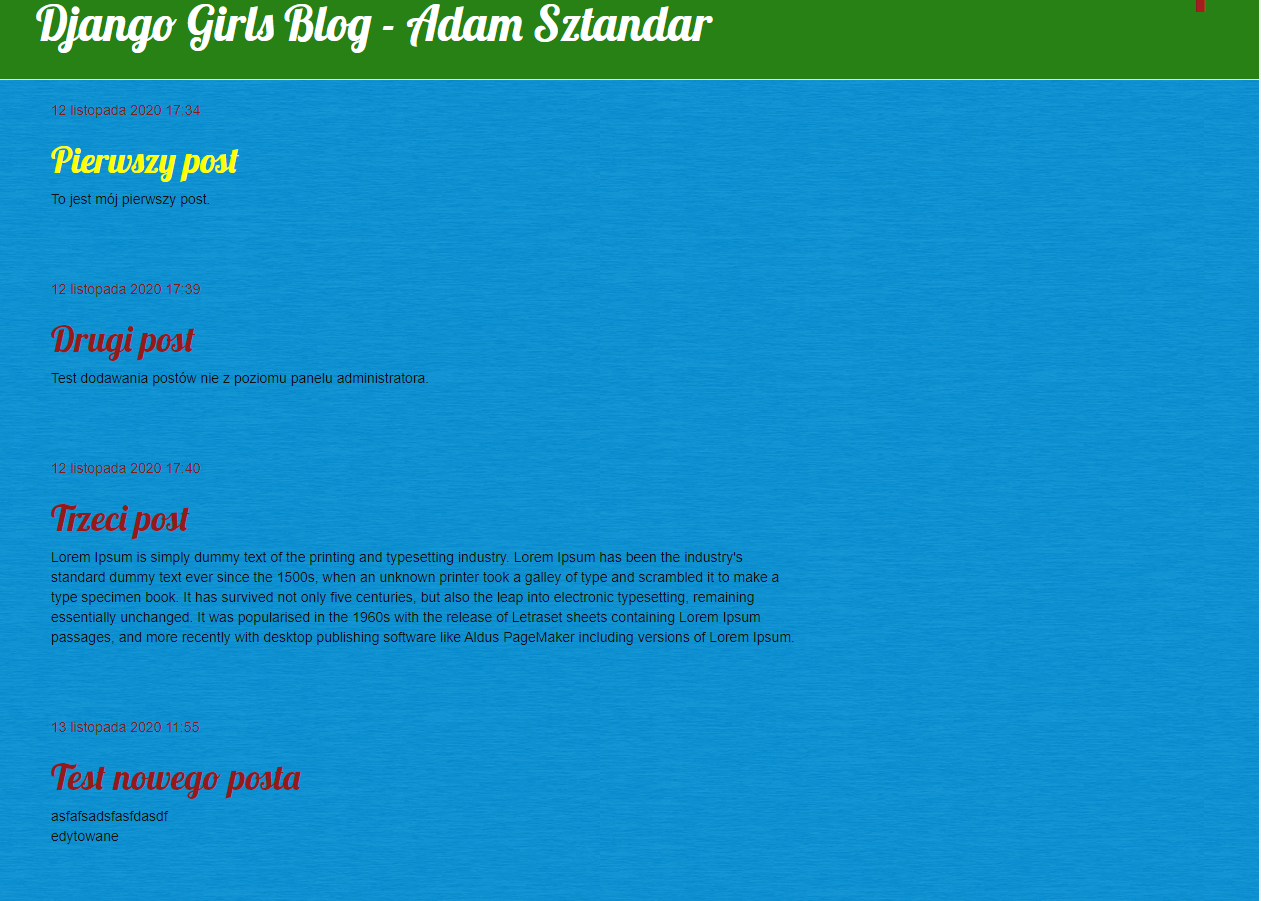 Django Girls Blog - Adam Sztandar
12 listopada 2020 17:34
Pierwszy post
To jest mój pierwszy post.
12 listopada 2020 17:39
Drugi post
Test dodawania postów nie z poziomu panelu administratora.
12 listopada 2020 17:40
Trzeci post
Lorem Ipsum is simply dummy text of the printing and typesetting industry. Lorem Ipsum has been the industry's
standard dummy text ever since the 1500s, when an unknown printer took a galley of type and scrambled it to make a
type specimen book. It has survived not only five centuries, but also the leap into electronic typesetting, remaining
essentially unchanged. It was popularised in the 1960s with the release of Letraset sheets containing Lorem Ipsum
passages, and more recently with desktop publishing software like Aldus PageMaker including versions of Lorem Ipsum.
13 listopada 2020 11:55
Test nowego posta
asfafsadsfasfdasdf
edytowane